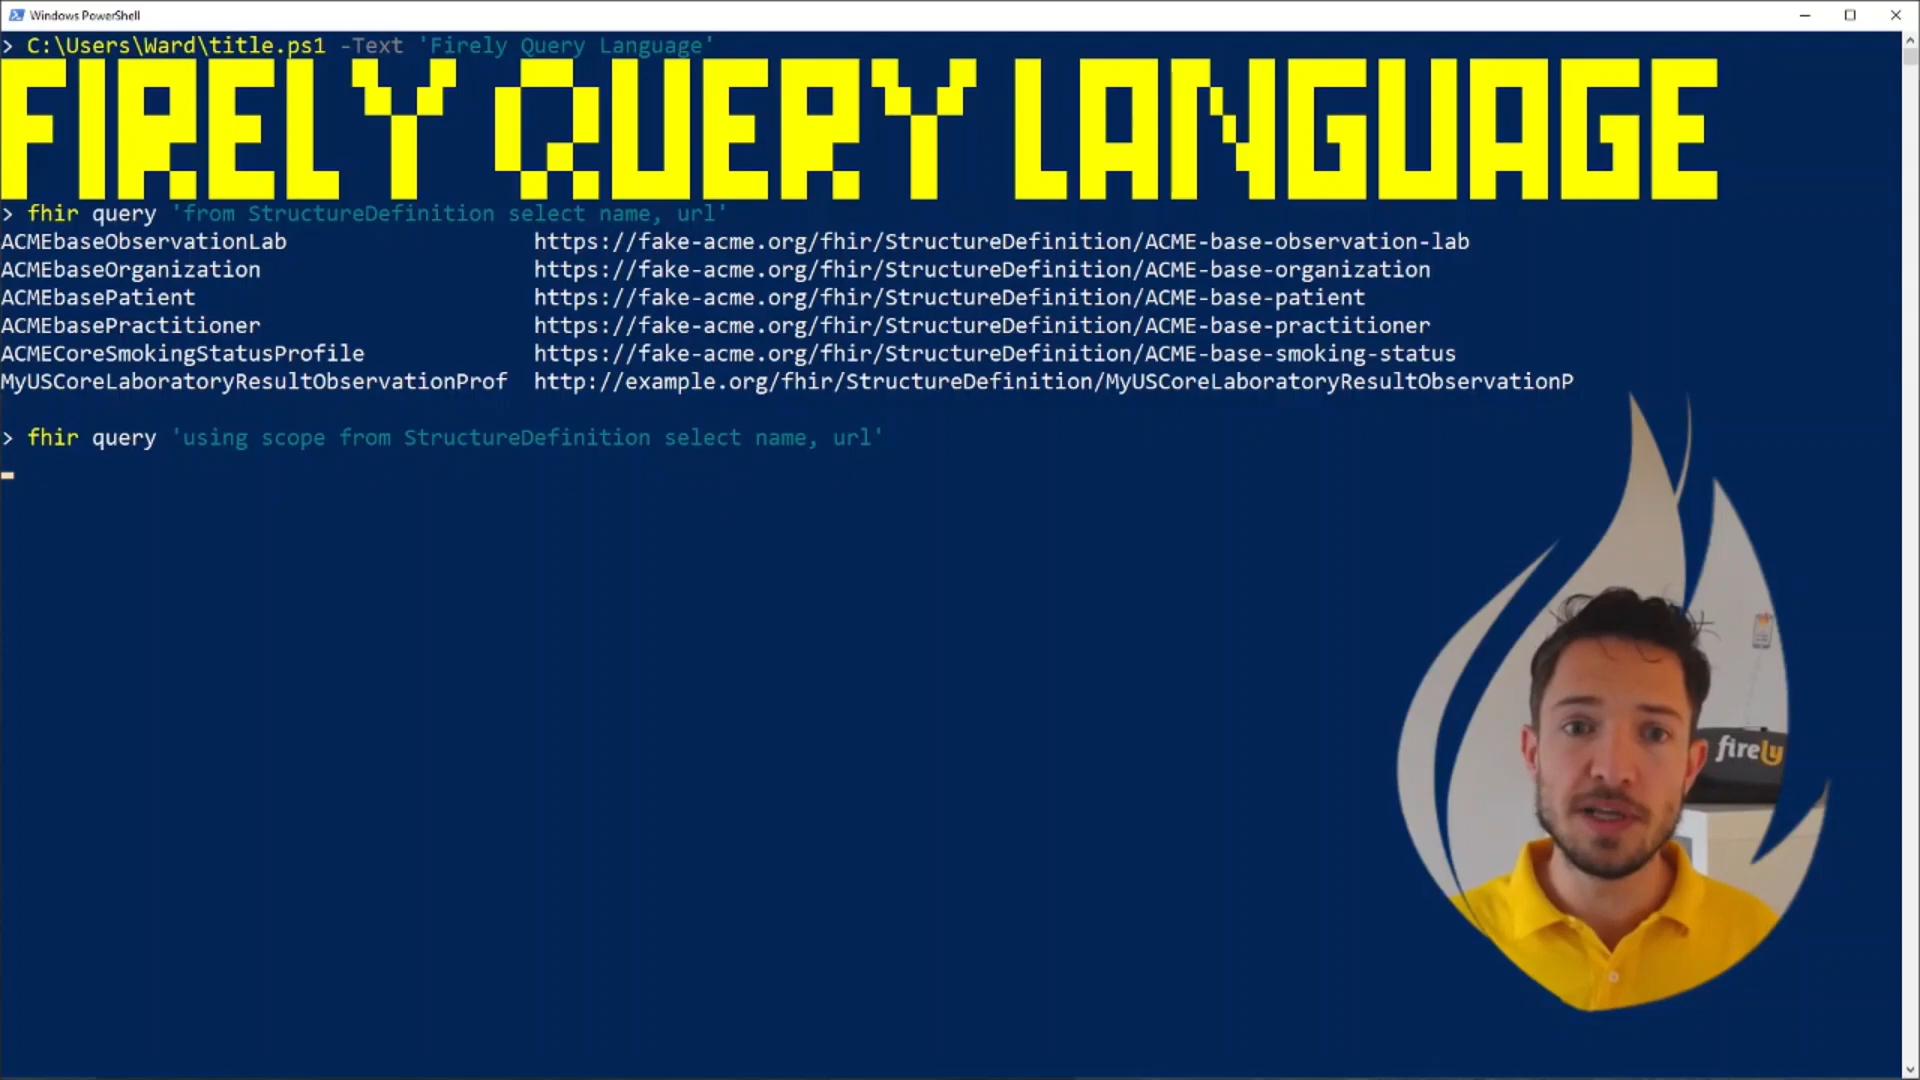 Windows PowerShell
> C:\Users\Ward\title.ps1 -Text 'Firely Query Language'
FIRELY QUERY LANGUAGE
> fhir query 'from StructureDefinition select name, url'
ACMEbaseObservationLab https://fake-acme.org/fhir/StructureDefinition/ACME-base-observation-lab
ACMEbaseOrganization https://fake-acme.org/fhir/StructureDefinition/ACME-base-organization
ACMEbasePatient https://fake-acme.org/fhir/StructureDefinition/ACME-base-patient
ACMEbasePractitioner https://fake-acme.org/fhir/StructureDefinition/ACME-base-practitioner
ACMECoreSmokingStatusProfile https://fake-acme.org/fhir/StructureDefinition/ACME-base-smoking-status
MyUSCoreLaboratoryResultObservationProf http://example.org/fhir/StructureDefinition/MyUSCoreLaboratoryResultObservationP
> fhir query 'using scope from StructureDefinition select name, url'
firely